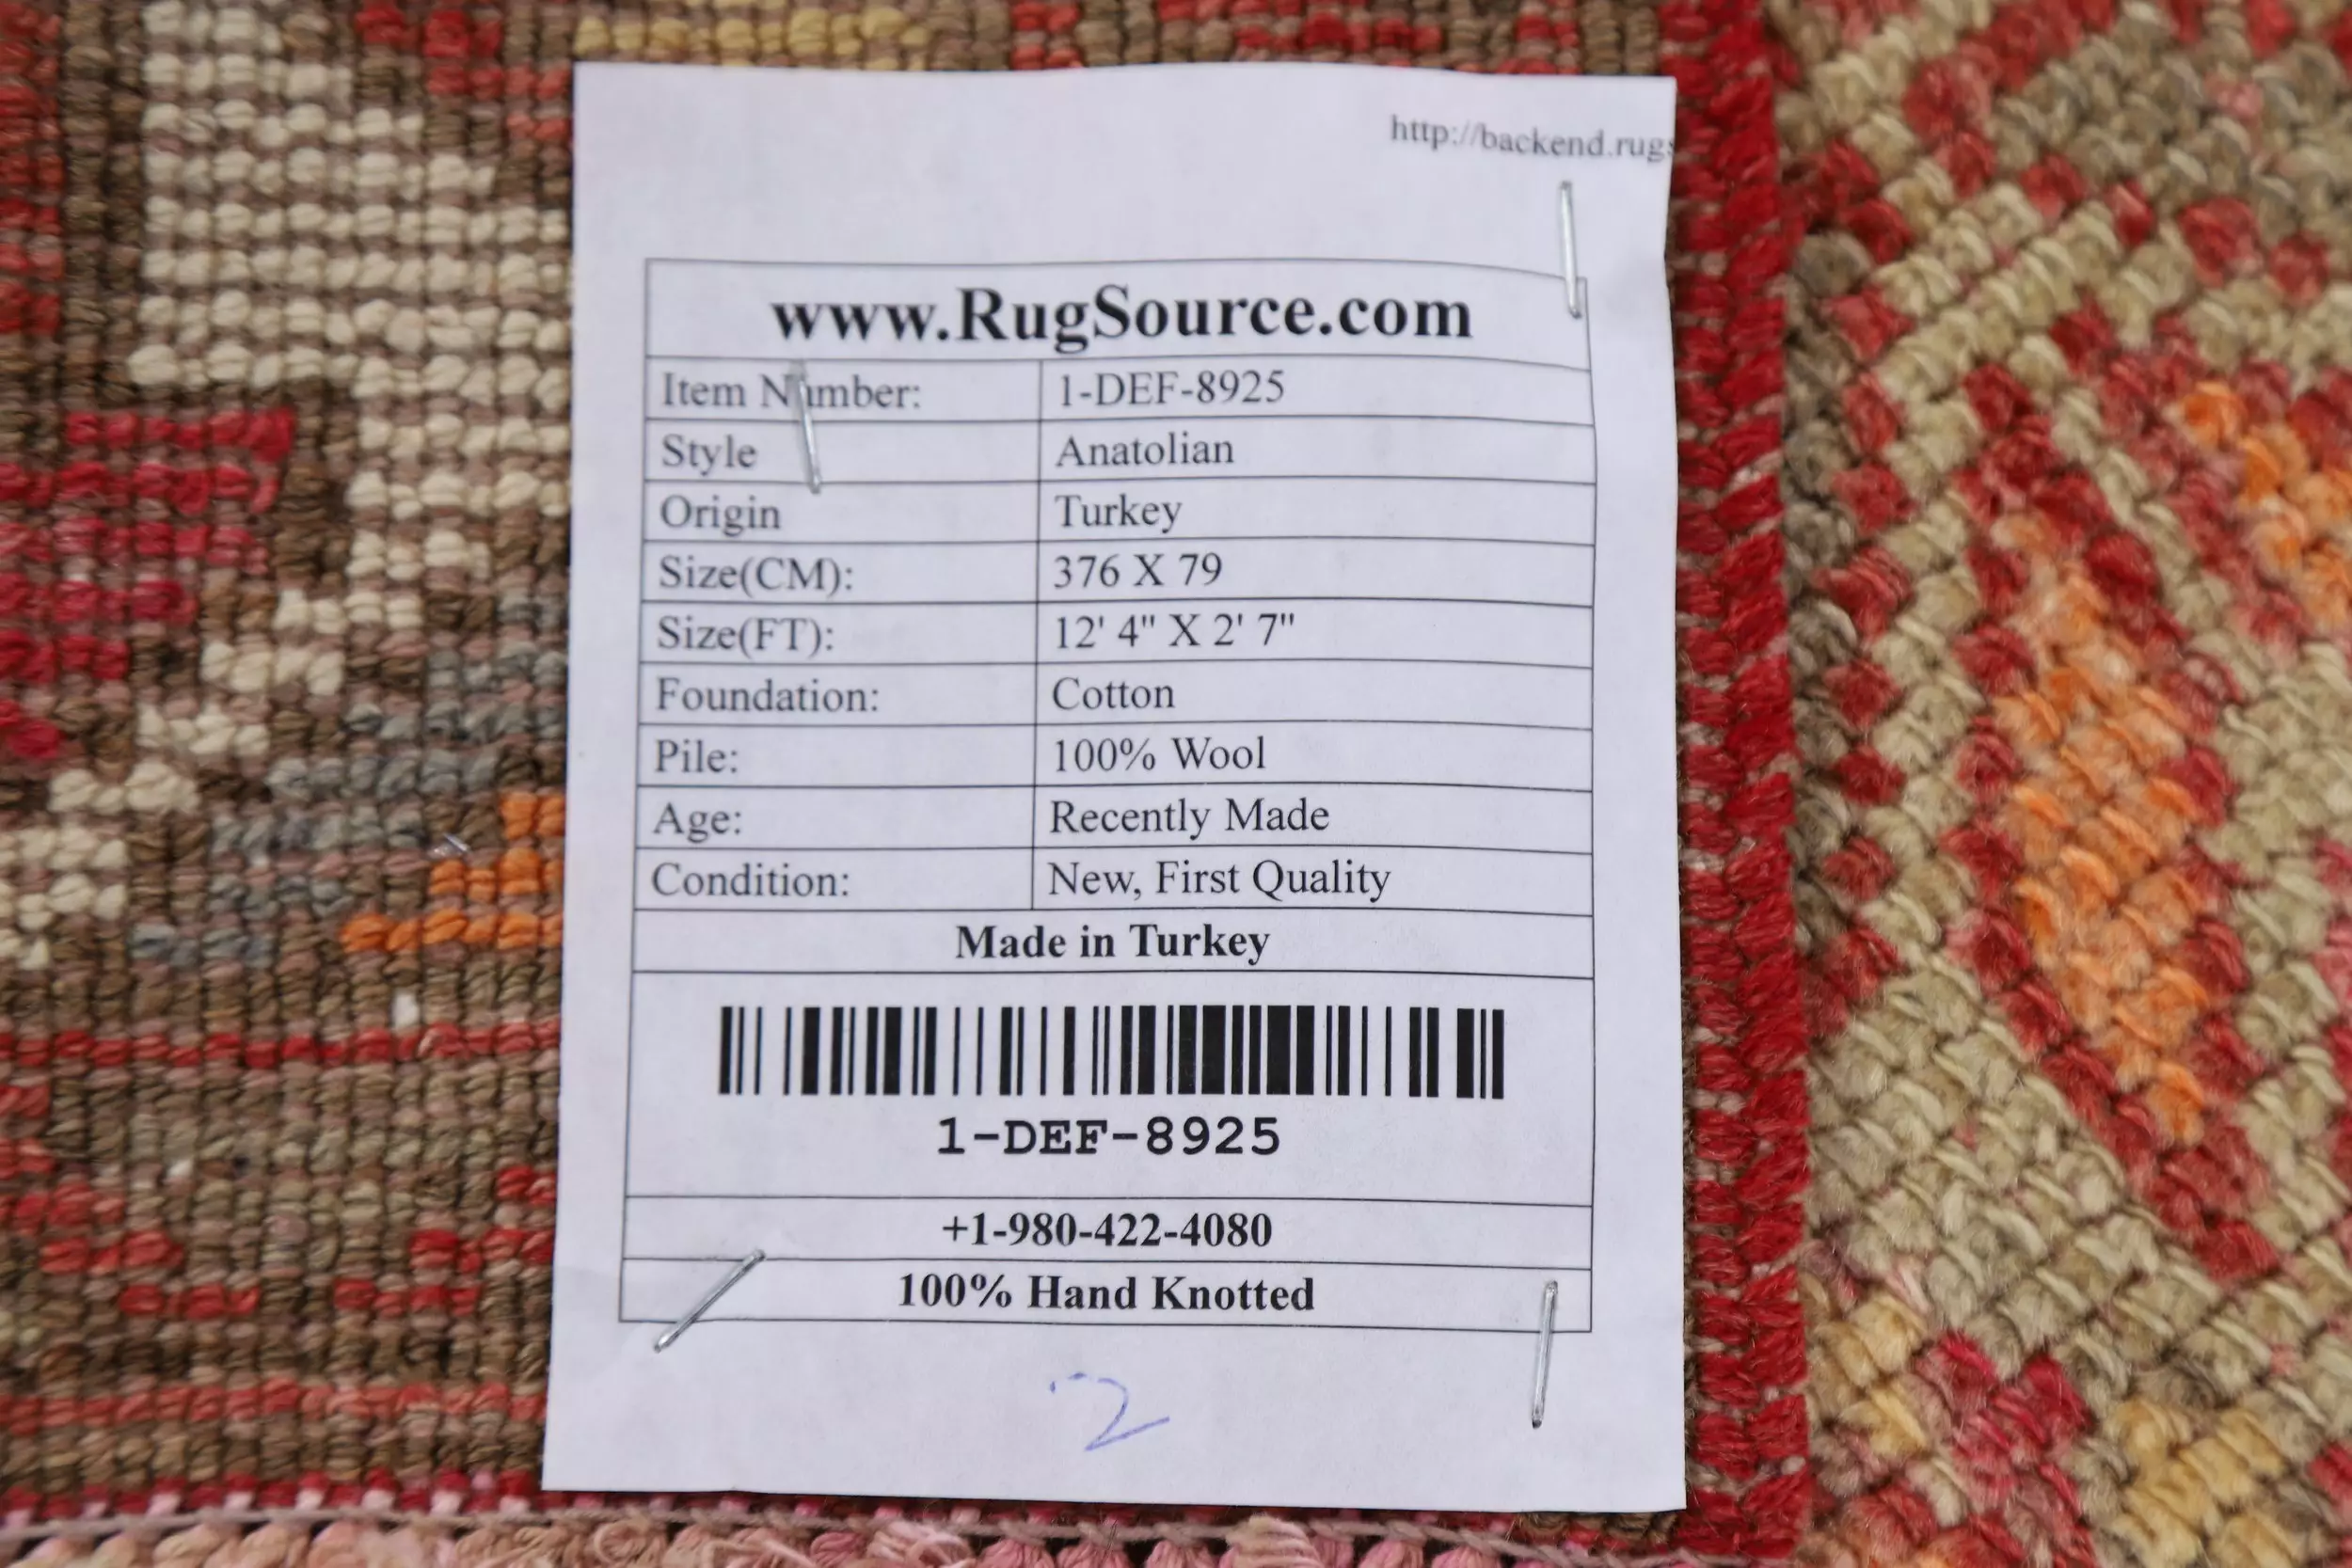 http://backend.rugs
www.RugSource.com
Item Number: 1-DEF-8925
Style Anatolian
Origin Turkey
Size(CM): 376 X 79
Size(FT): 12' 4" X 2' 7"
Foundation: Cotton
Pile: 100% Wool
Age: Recently Made
Condition: New, First Quality
Made in Turkey
1-DEF-8925
+1-980-422-4080
100% Hand Knotted
2